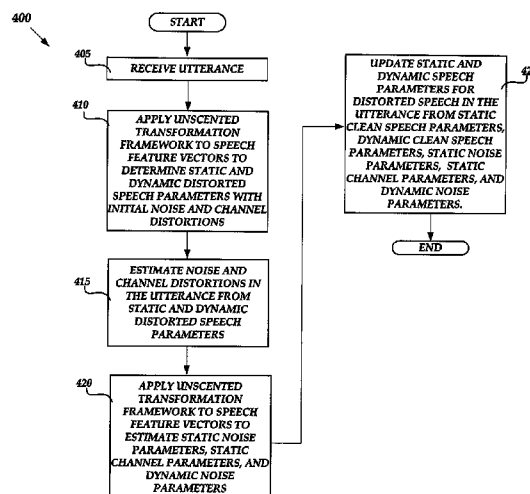 400
START
405
RECEIVE UTTERANCE
410
APPLY UNSCENTED
TRANSFORMATION
FRAMEWORK TO SPEECH
FEATURE VECTORS TO
DETERMINE STATIC AND
DYNAMIC DISTORTED
SPEECH PARAMETERS WITH
INITIAL NOISE AND CHANNEL
DISTORTIONS
415
ESTIMATE NOISE AND
CHANNEL DISTORTIONS IN
THE UTTERANCE FROM
STATIC AND DYNAMIC
DISTORTED SPEECH
PARAMETERS
420
APPLY UNSCENTED
TRANSFORMATION
FRAMEWORK TO SPEECH
FEATURE VECTORS TO
ESTIMATE STATIC NOISE
PARAMETERS, STATIC
CHANNEL PARAMETERS, AND
DYNAMIC NOISE
PARAMETERS
UPDATE STATIC AND
DYNAMIC SPEECH
PARAMETERS FOR
DISTORTED SPEECH IN THE
UTTERANCE FROM STATIC
CLEAN SPEECH PARAMETERS,
DYNAMIC CLEAN SPEECH
PARAMETERS, STATIC NOISE
PARAMETERS, STATIC
CHANNEL PARAMETERS, AND
DYNAMIC NOISE
PARAMETERS.
END